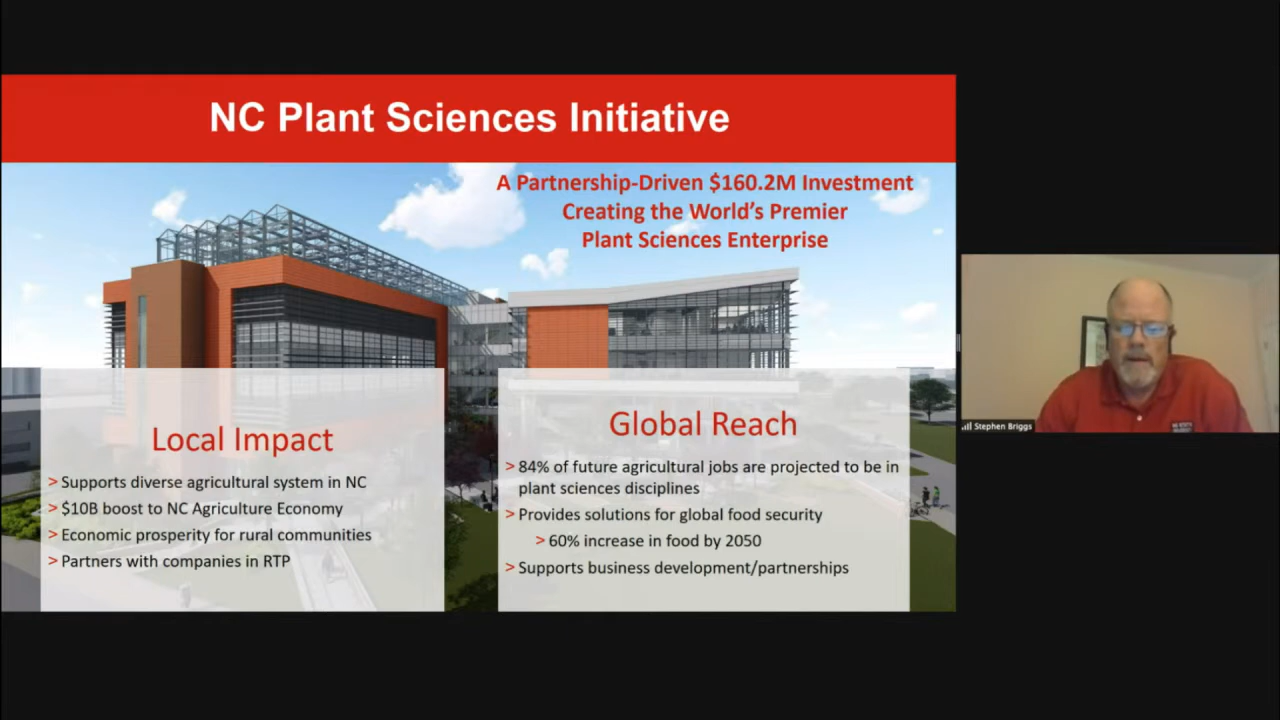 NC Plant Sciences Initiative
A Partnership-Driven $160.2M Investment
Creating the World's Premier
Plant Sciences Enterprise
Local Impact
> Supports diverse agricultural system in NC
> $10B boost to NC Agriculture Economy
> Economic prosperity for rural communities
> Partners with companies in RTP
Global Reach
> 84% of future agricultural jobs are projected to be in
plant sciences disciplines
> Provides solutions for global food security
> 60% increase in food by 2050
> Supports business development/partnerships
Stephen Briggs